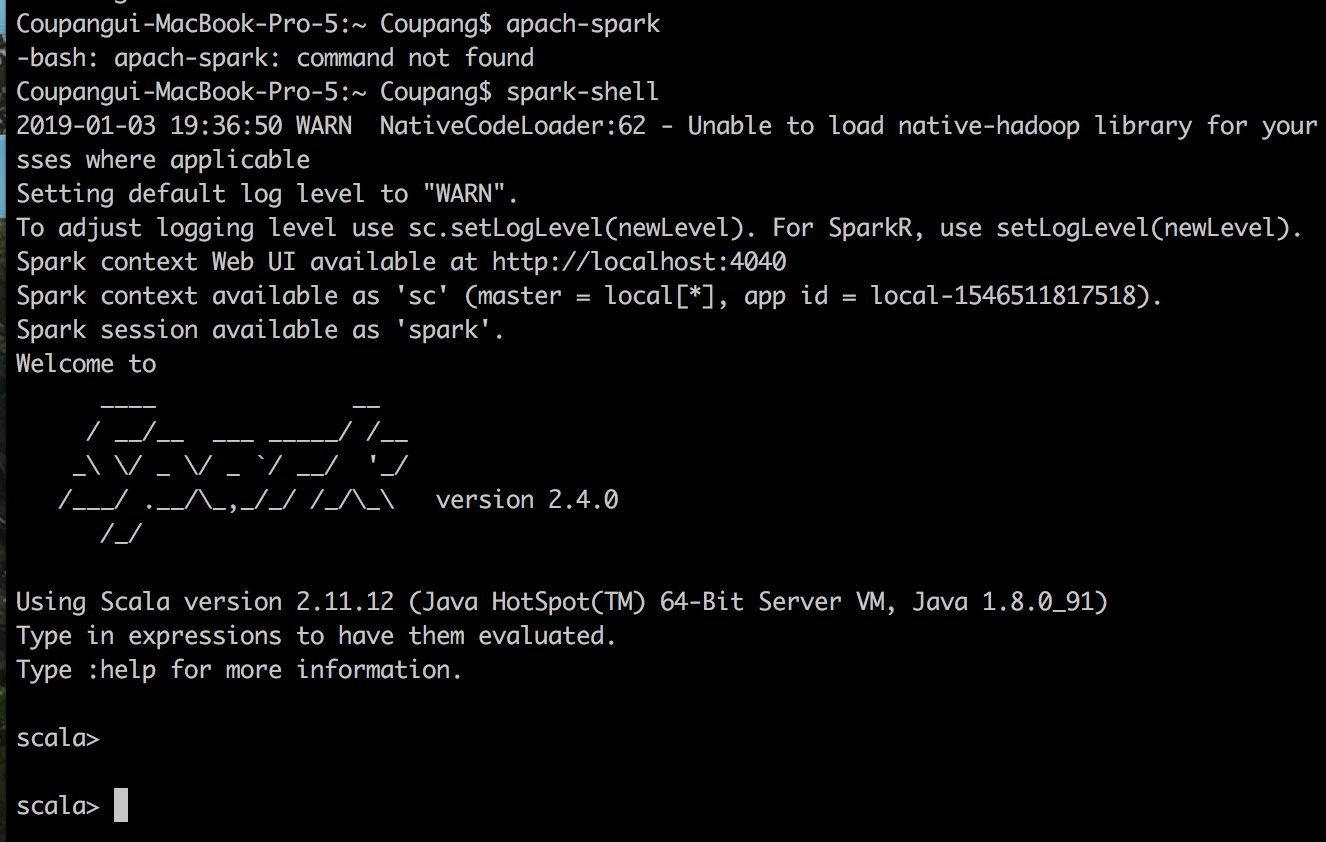 Coupangui-MacBook-Pro-5:~ Coupang$ apach-spark
-bash: apach-spark: command not found
Coupangui-MacBook-Pro-5:~ Coupang$ spark-shell
2019-01-03 19:36:50 WARN  NativeCodeLoader:62 - Unable to load native-hadoop library for your
sses where applicable
Setting default log level to "WARN".
To adjust logging level use sc.setLogLevel(newLevel). For SparkR, use setLogLevel(newLevel).
Spark context Web UI available at http://localhost:4040
Spark context available as 'sc' (master = local[*], app id = local-1546511817518).
Spark session available as 'spark'.
Welcome to
      ____              __
     / __/__  ___ _____/ /__
    _\ \/ _ \/ _ `/ __/  '_/
   /___/ .__/\_,_/_/ /_/\_\   version 2.4.0
      /_/
Using Scala version 2.11.12 (Java HotSpot(TM) 64-Bit Server VM, Java 1.8.0_91)
Type in expressions to have them evaluated.
Type :help for more information.
scala>
scala>